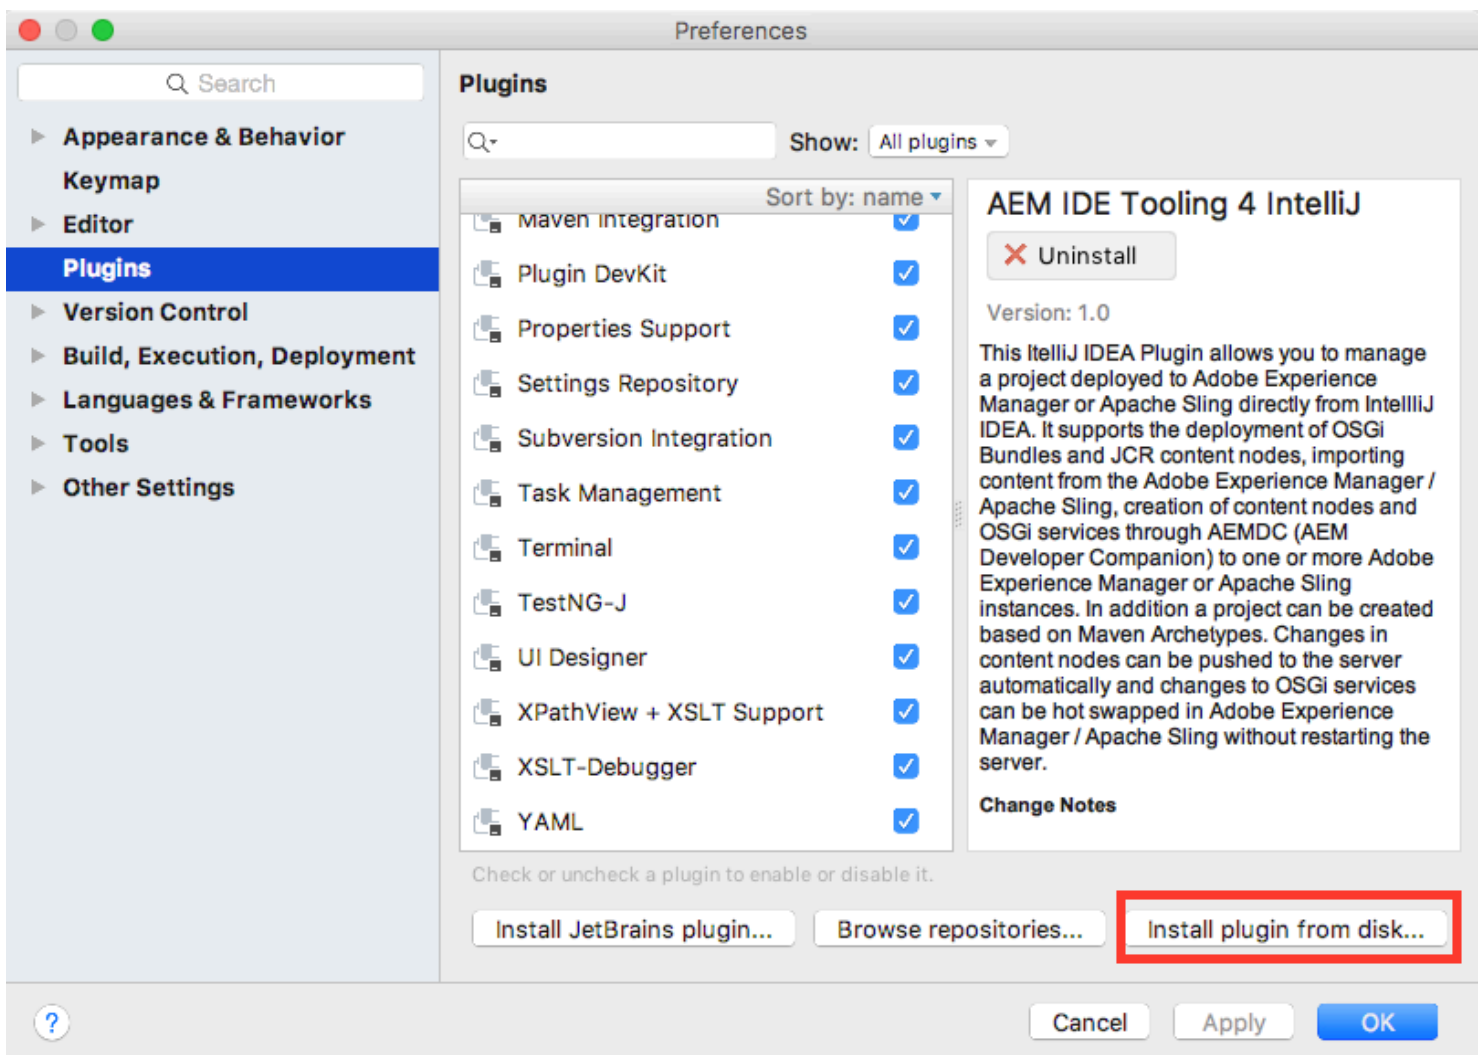 Preferences
Search
Appearance & Behavior
Keymap
Editor
Plugins
Version Control
Build, Execution, Deployment
Languages & Frameworks
Tools
Other Settings
Plugins
Show: All plugins
Sort by: name
Maven Integration
Plugin DevKit
Properties Support
Settings Repository
Subversion Integration
Task Management
Terminal
TestNG-J
UI Designer
XPathView + XSLT Support
XSLT-Debugger
YAML
Check or uncheck a plugin to enable or disable it.
Install JetBrains plugin...
Browse repositories...
Install plugin from disk...
AEM IDE Tooling 4 IntelliJ
Uninstall
Version: 1.0
This ItelliJ IDEA Plugin allows you to manage
a project deployed to Adobe Experience
Manager or Apache Sling directly from IntellliJ
IDEA. It supports the deployment of OSGi
Bundles and JCR content nodes, importing
content from the Adobe Experience Manager /
Apache Sling, creation of content nodes and
OSGi services through AEMDC (AEM
Developer Companion) to one or more Adobe
Experience Manager or Apache Sling
instances. In addition a project can be created
based on Maven Archetypes. Changes in
content nodes can be pushed to the server
automatically and changes to OSGi services
can be hot swapped in Adobe Experience
Manager / Apache Sling without restarting the
server.
Change Notes
?
Cancel
Apply
OK